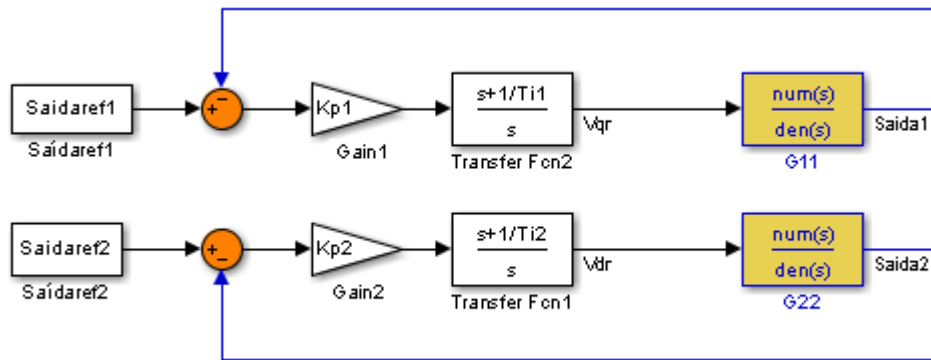 Saidaref1
Saídaref1
+
−
Kp1
Gain1
s+1/Ti1
s
Transfer Fcn2
Vqr
num(s)
den(s)
G11
Saida1
Saidaref2
Saídaref2
+
−
Kp2
Gain2
s+1/Ti2
s
Transfer Fcn1
Vdr
num(s)
den(s)
G22
Saida2